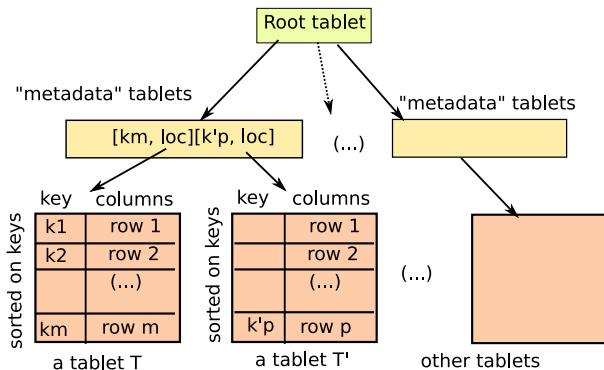 Root tablet
"metadata" tablets
"metadata" tablets
[km, loc][k'p, loc]
(...)
key columns
key columns
sorted on keys
k1 row 1
k2 row 2
(...)
km row m
sorted on keys
row 1
row 2
(...)
k'p row p
(...)
a tablet T
a tablet T'
other tablets